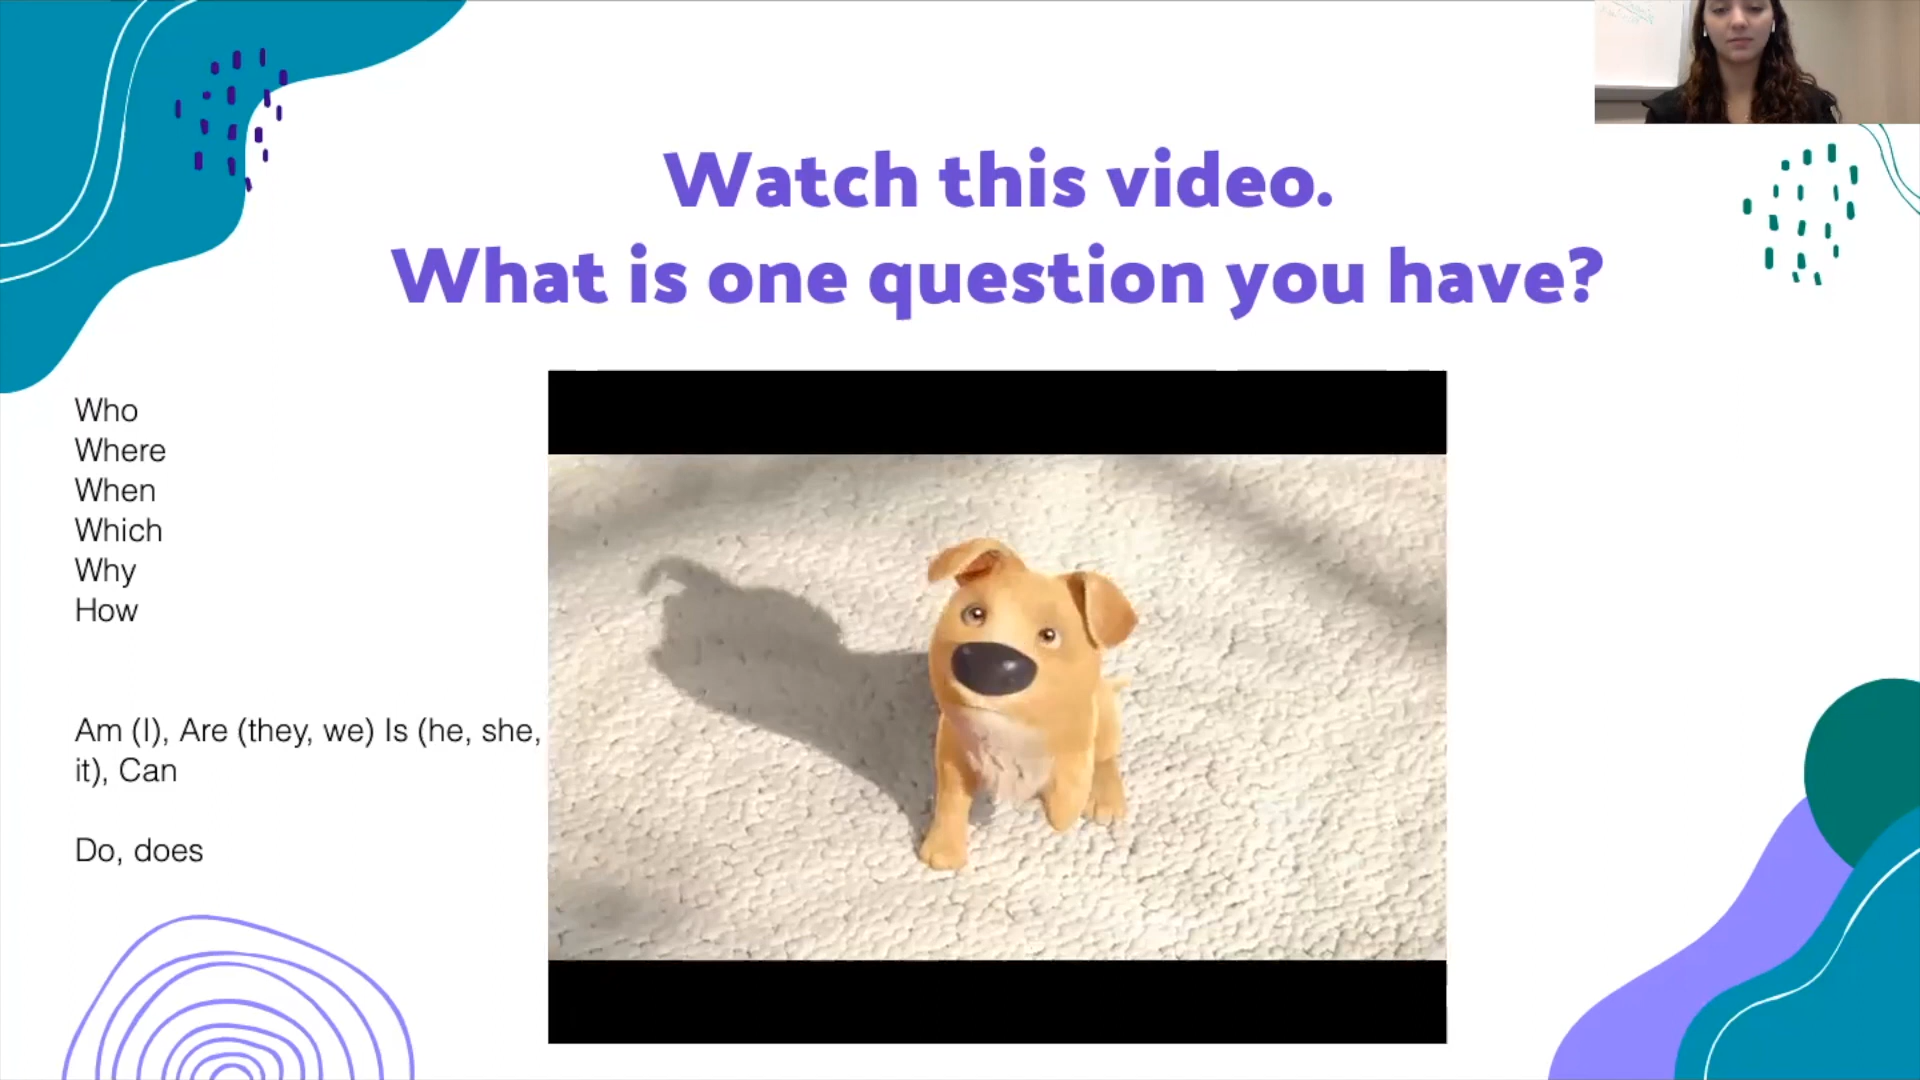 Watch this video.
What is one question you have?
Who
Where
When
Which
Why
How
Am (I), Are (they, we) Is (he, she,
it), Can
Do, does